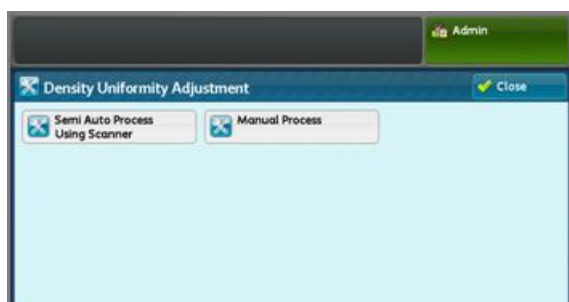 Admin
Density Uniformity Adjustment
Close
Semi Auto Process
Using Scanner
Manual Process